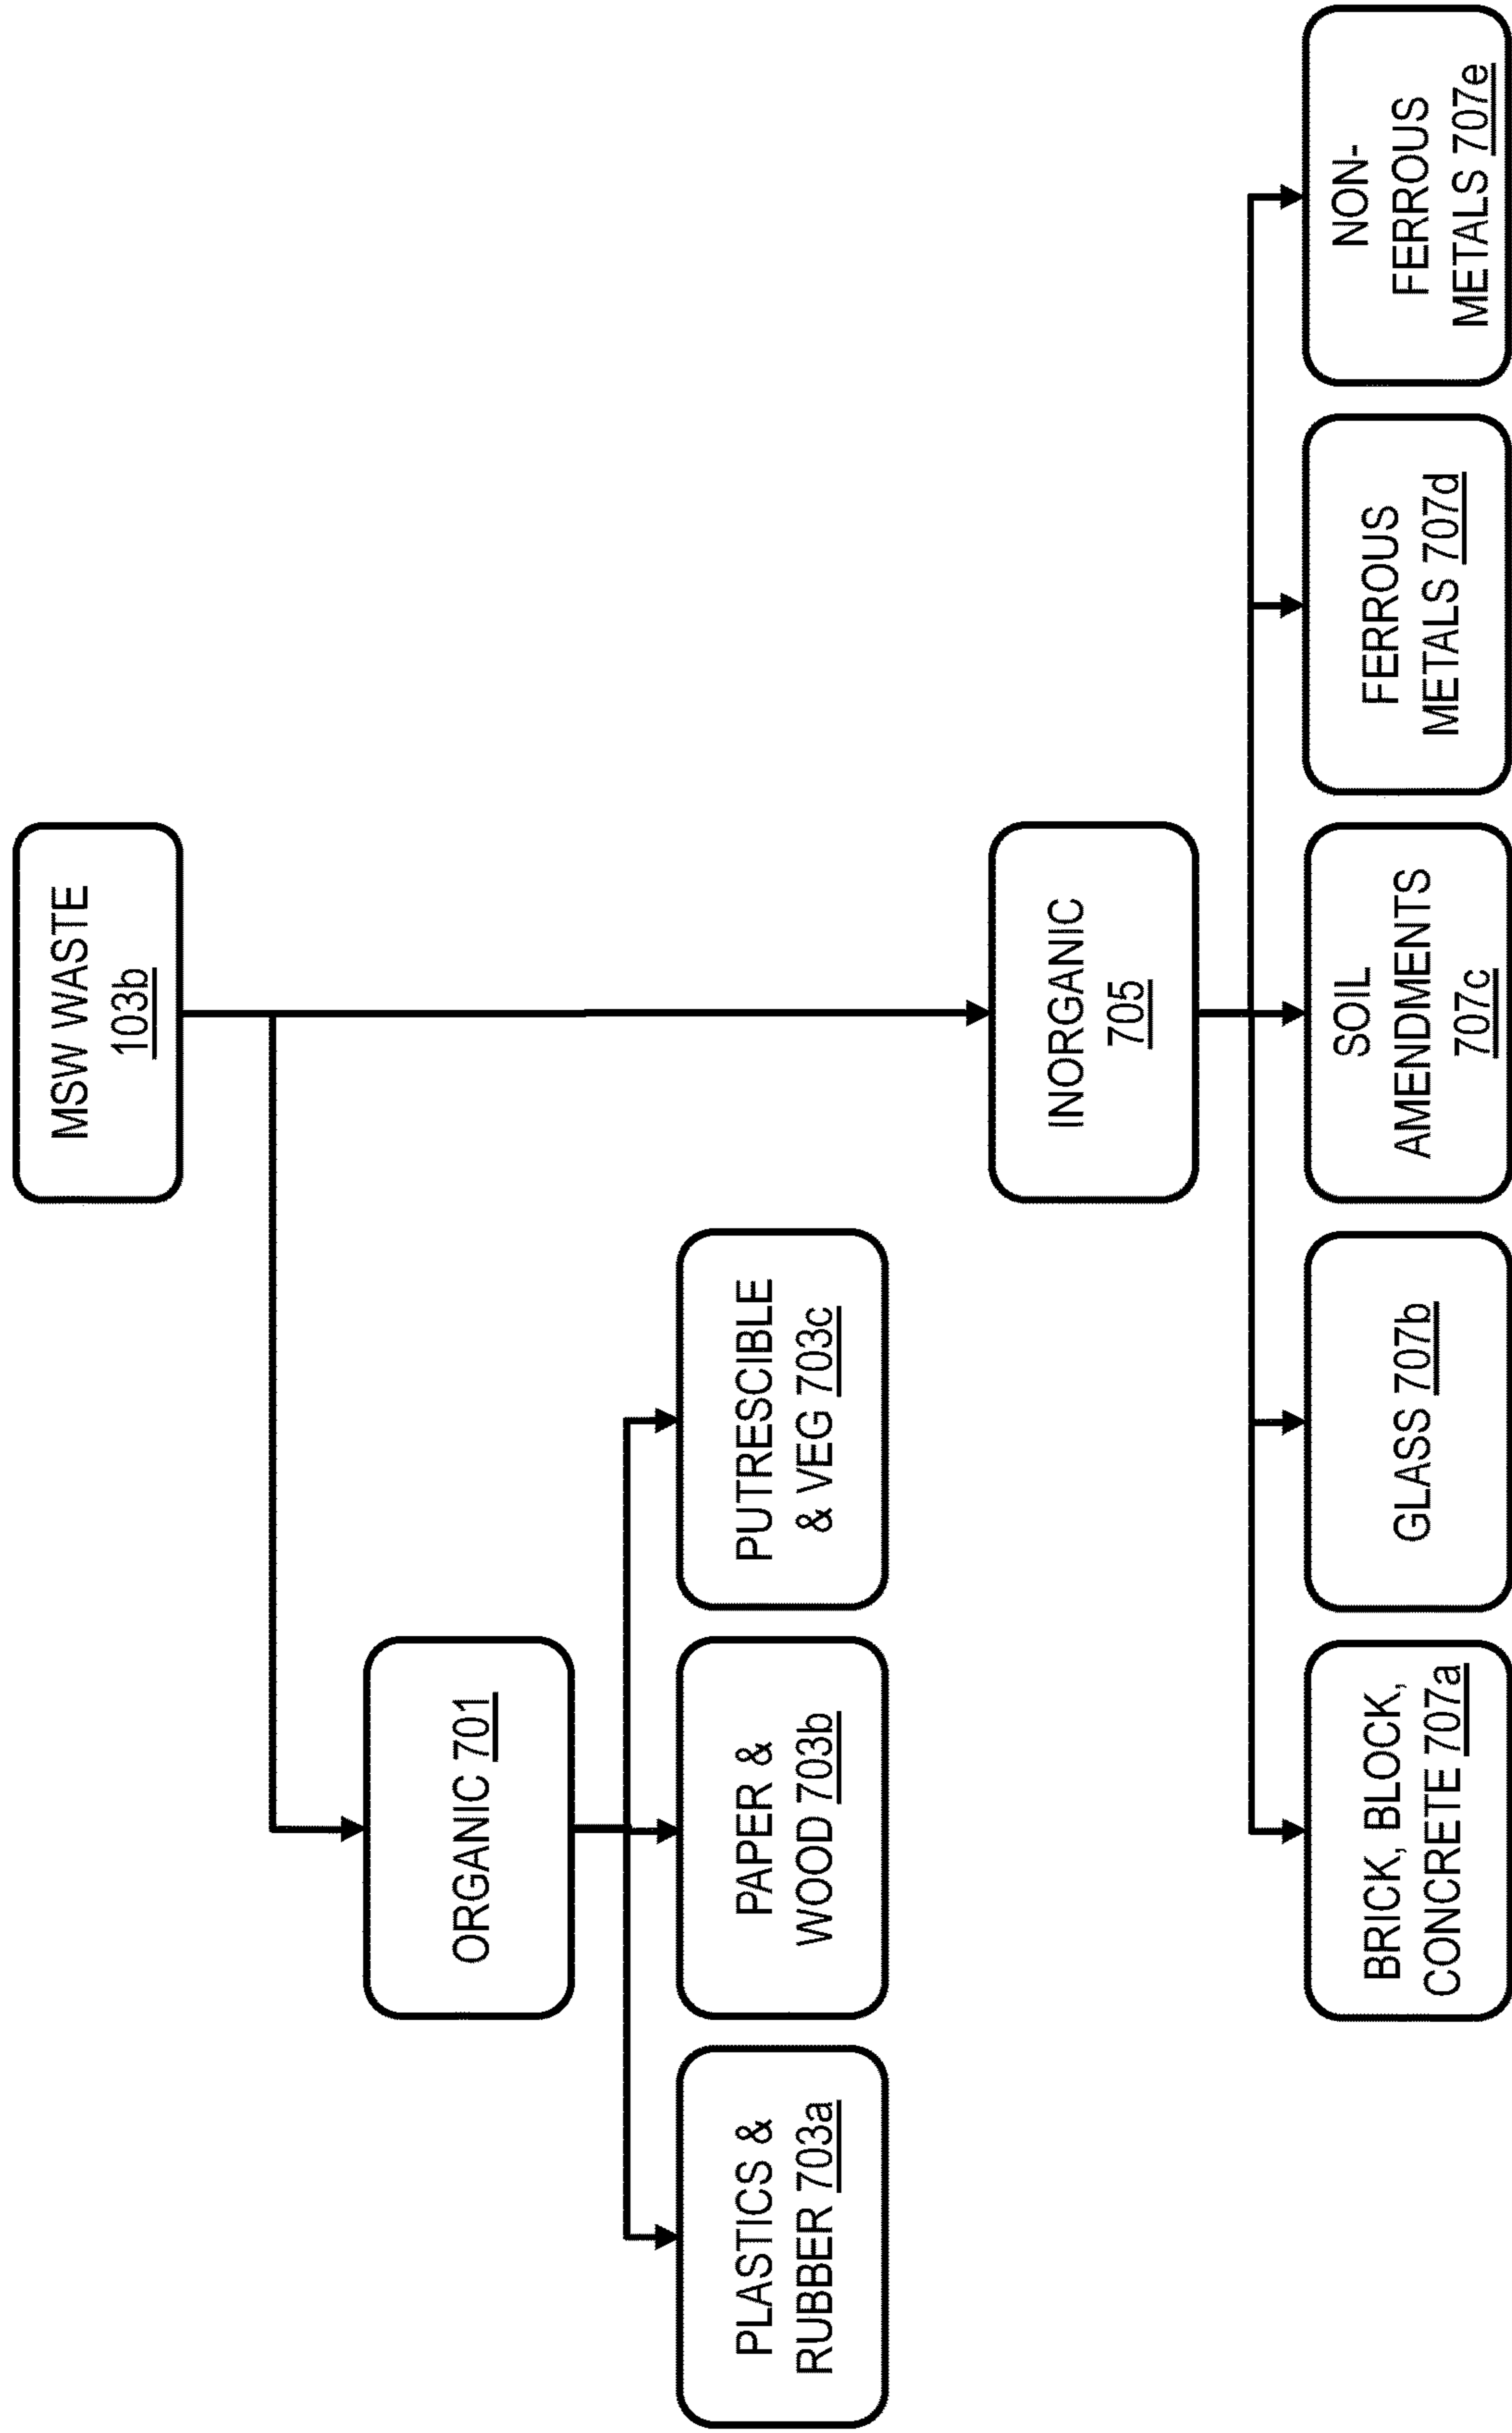 MSW WASTE
103b
ORGANIC 701
PLASTICS &
RUBBER 703a
PAPER &
WOOD 703b
PUTRESCIBLE
& VEG 703c
INORGANIC
705
BRICK, BLOCK,
CONCRETE 707a
GLASS 707b
SOIL
AMENDMENTS
707c
FERROUS
METALS 707d
NON-
FERROUS
METALS 707e